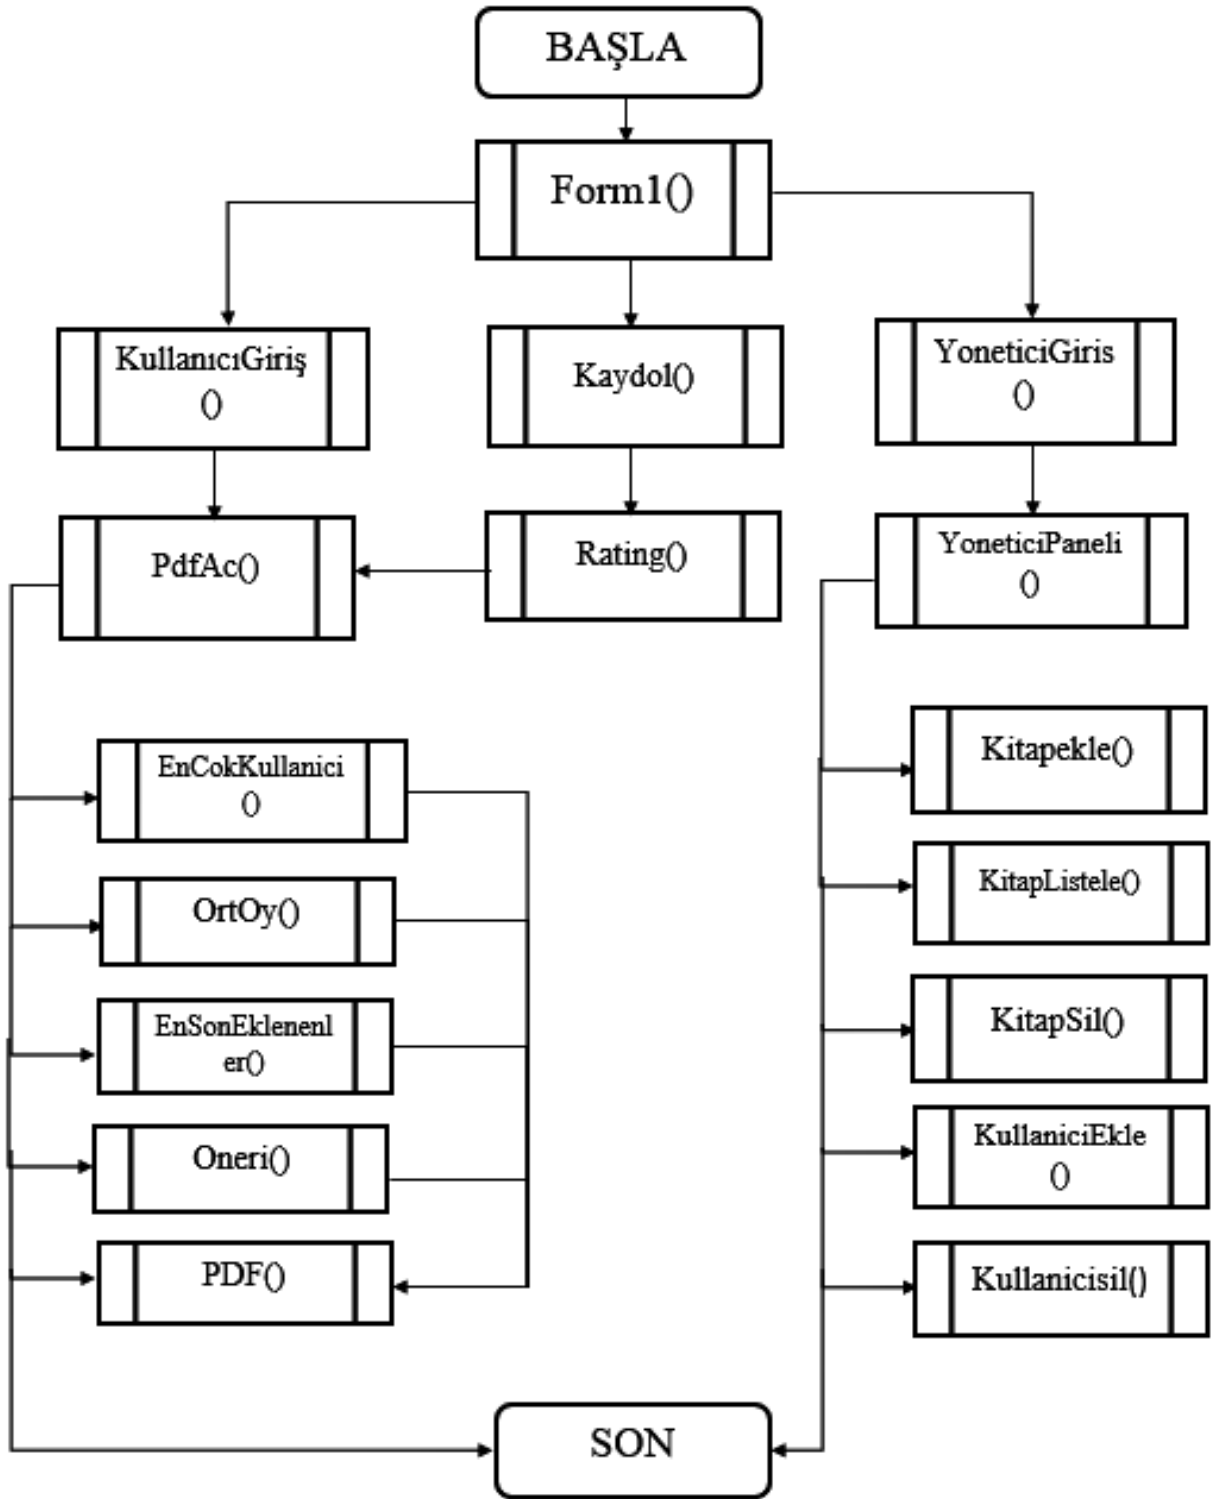 BAŞLA
Form1()
KullanıcıGiriş
()
Kaydol()
YoneticiGiris
()
PdfAc()
Rating()
YoneticiPaneli
()
EnCokKullanici
()
OrtOy()
EnSonEklenenl
er()
Oneri()
PDF()
Kitapekle()
KitapListele()
KitapSil()
KullaniciEkle
()
Kullanicisil()
SON